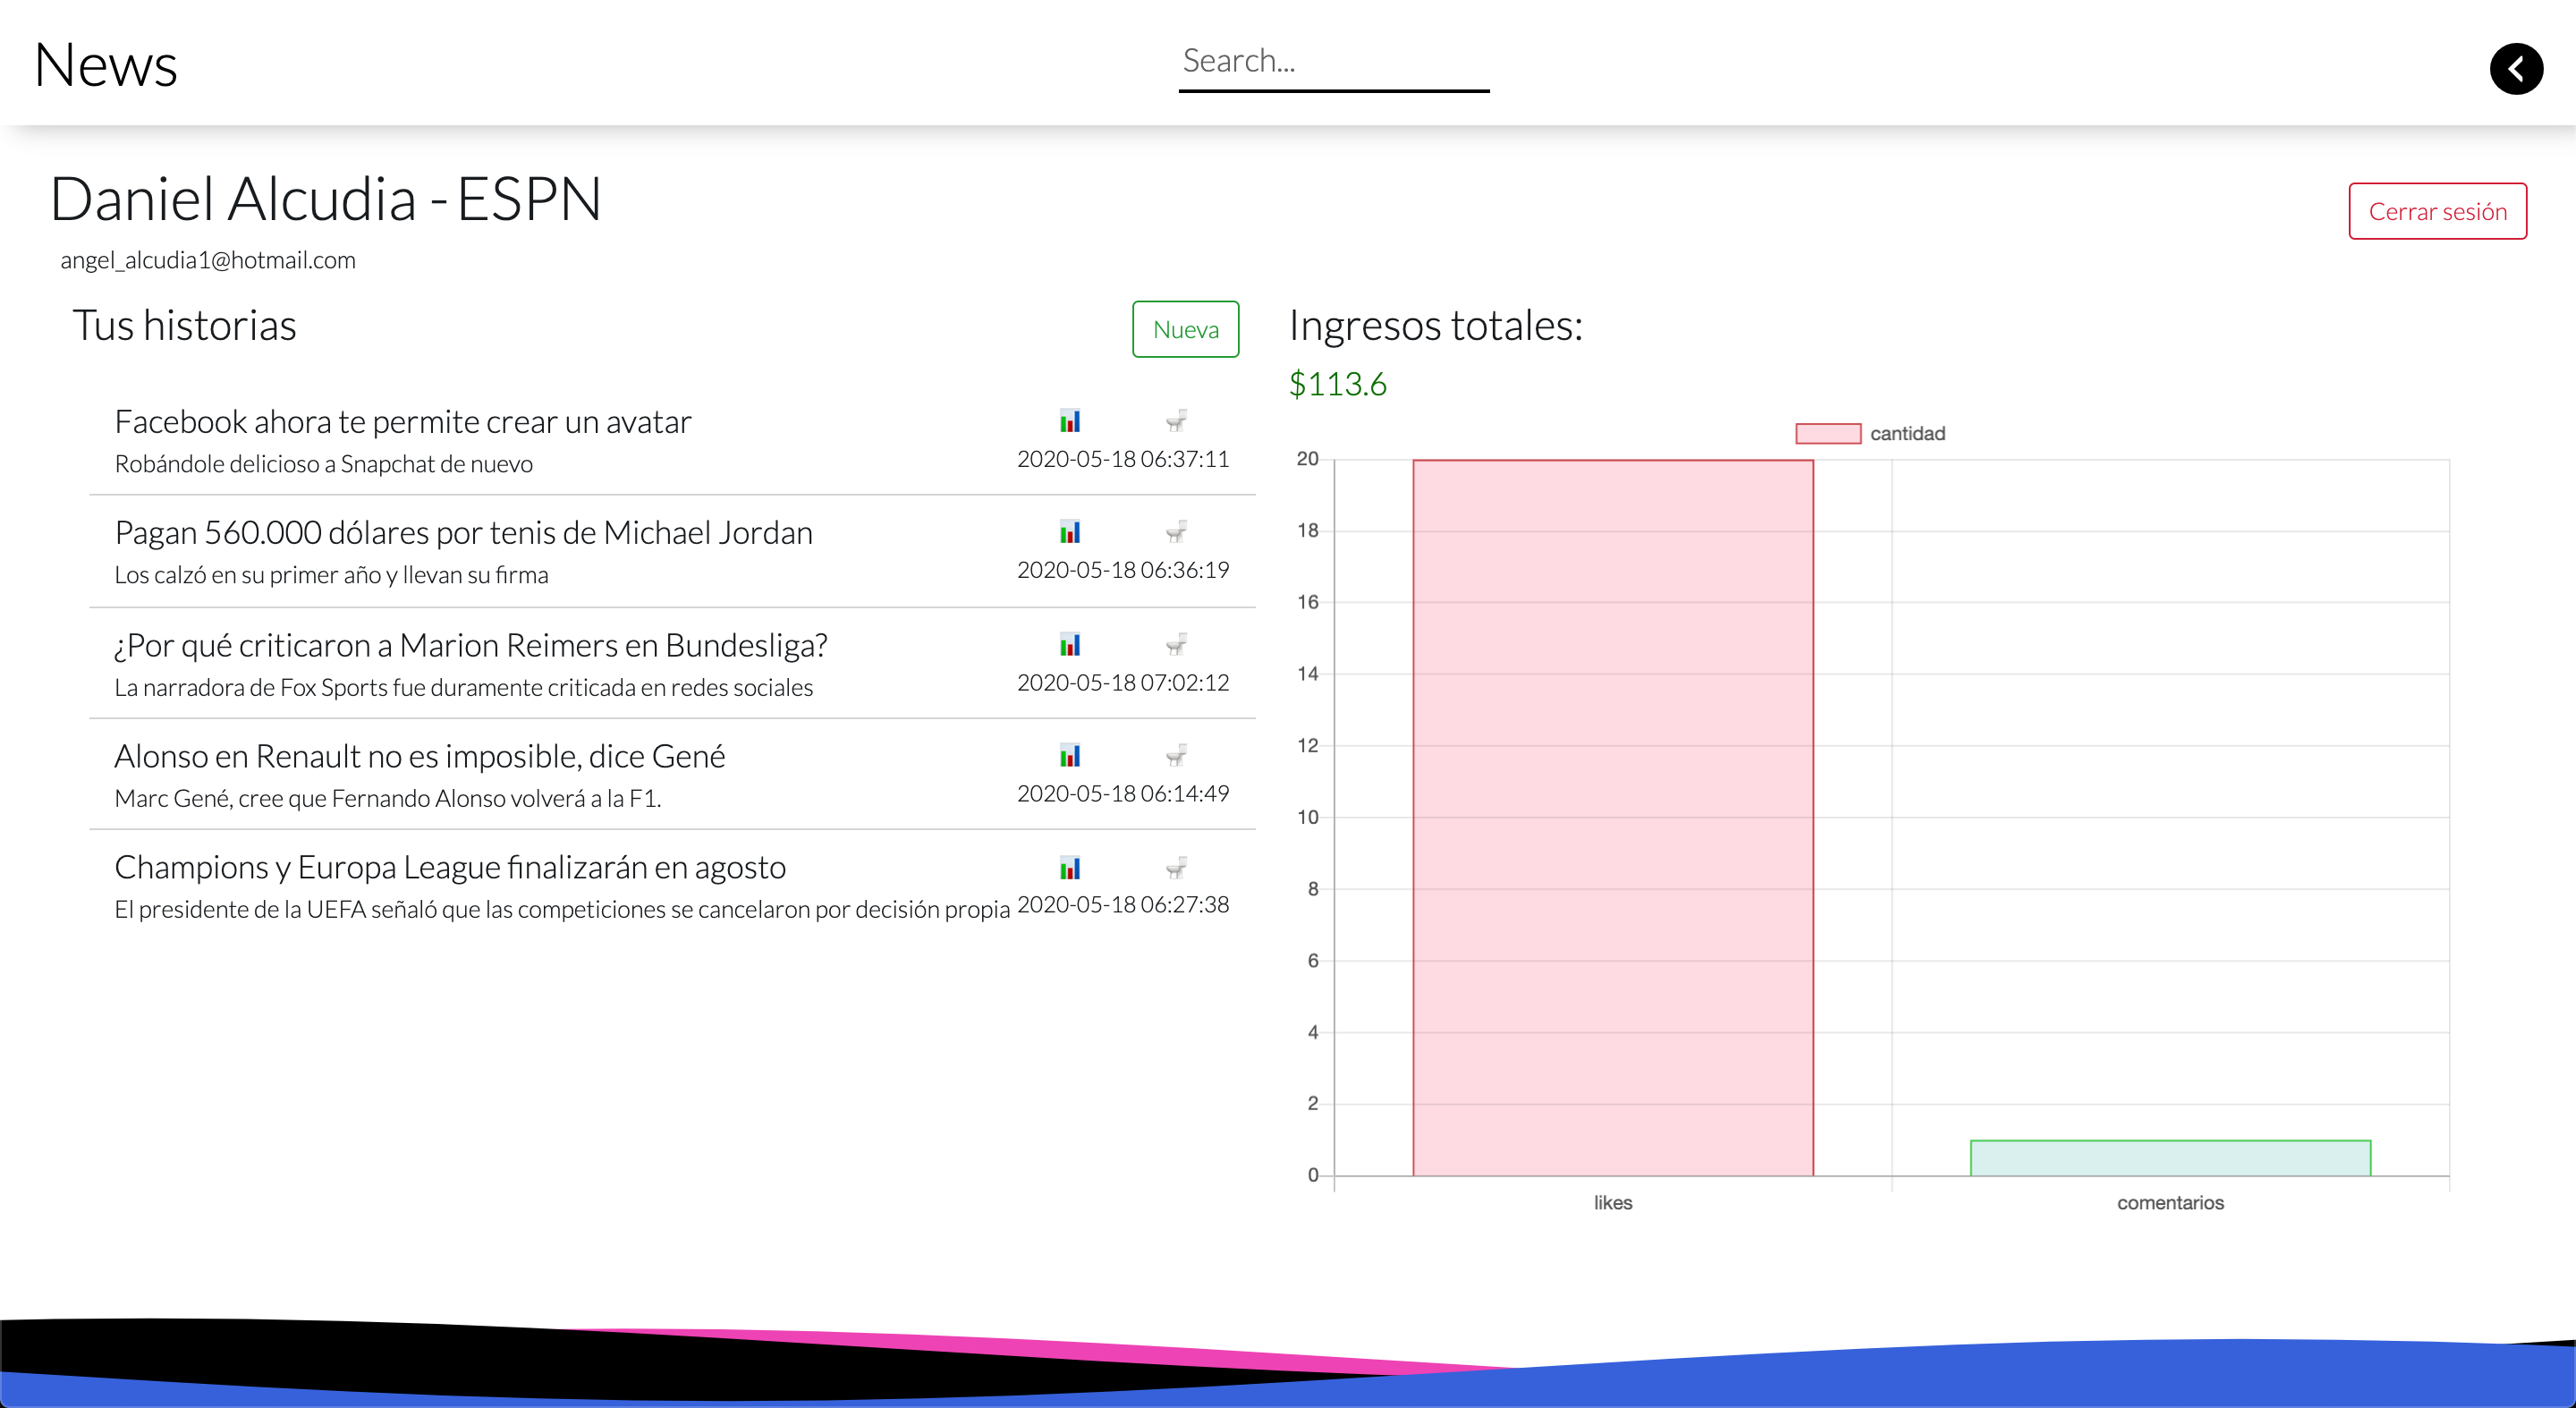 News
Search...
Daniel Alcudia - ESPN
Cerrar sesión
angel_alcudia1@hotmail.com
Tus historias
Nueva
Facebook ahora te permite crear un avatar
Robándole delicioso a Snapchat de nuevo
2020-05-18 06:37:11
Pagan 560.000 dólares por tenis de Michael Jordan
Los calzó en su primer año y llevan su firma
2020-05-18 06:36:19
¿Por qué criticaron a Marion Reimers en Bundesliga?
La narradora de Fox Sports fue duramente criticada en redes sociales
2020-05-18 07:02:12
Alonso en Renault no es imposible, dice Gené
Marc Gené, cree que Fernando Alonso volverá a la F1.
2020-05-18 06:14:49
Champions y Europa League finalizarán en agosto
El presidente de la UEFA señaló que las competiciones se cancelaron por decisión propia
2020-05-18 06:27:38
Ingresos totales:
$113.6
cantidad
20
18
16
14
12
10
8
6
4
2
0
likes
comentarios